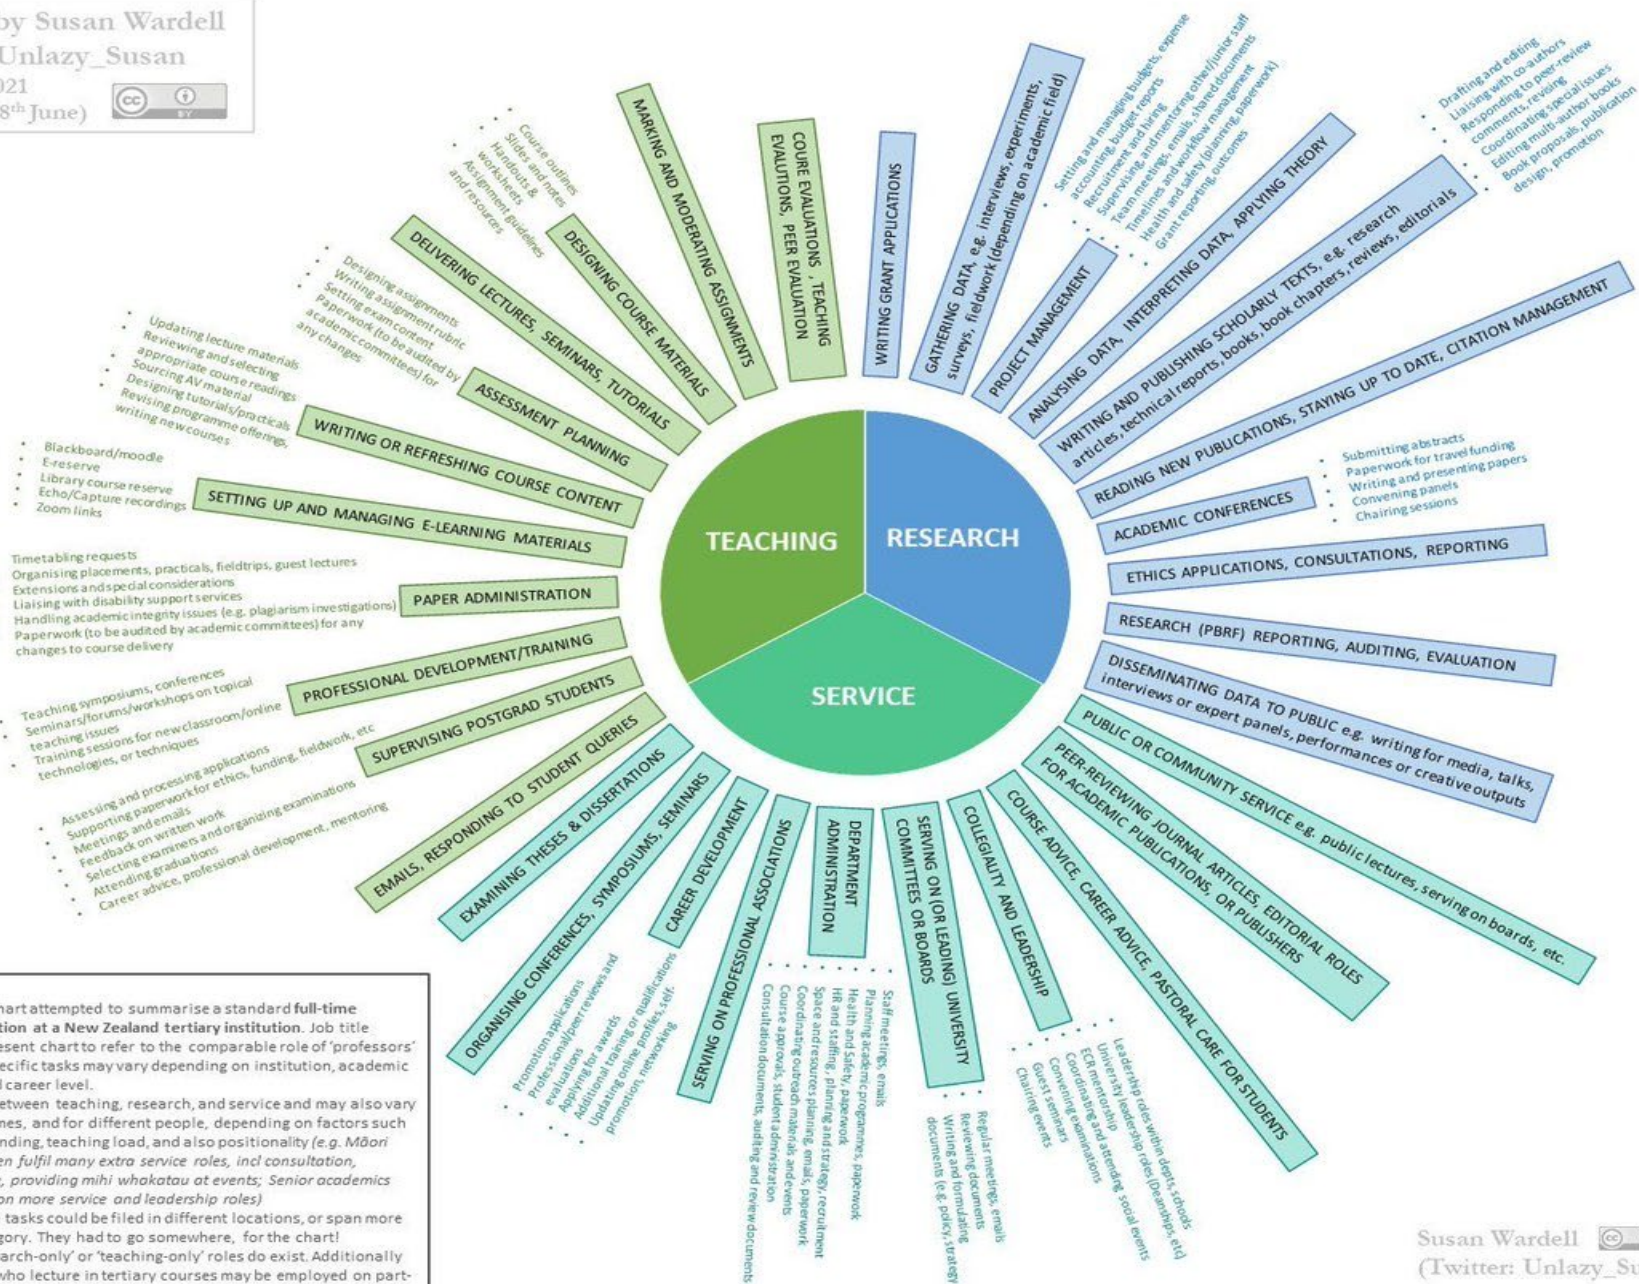 by Susan Wardell
Unlazy_Susan
021
8th June)
cc
BY
TEACHING
RESEARCH
SERVICE
COURE EVALUATIONS , TEACHING
EVALUTIONS, PEER EVALUATION
MARKING AND MODERATING ASSIGNMENTS
DESIGNING COURSE MATERIALS
• Course outlines
• Slides and notes
• Handouts &
worksheets
• Assignment guidelines
and resources
DELIVERING LECTURES, SEMINARS, TUTORIALS
ASSESSMENT PLANNING
• Designing assignments
• Writing assignment rubric
• Setting exam content
• Paperwork (to be audited by
academic committees) for
any changes
WRITING OR REFRESHING COURSE CONTENT
• Updating lecture materials
• Reviewing and selecting
appropriate course readings
• Sourcing AV material
• Designing tutorials/practicals
• Revising programme offerings,
writing new courses
SETTING UP AND MANAGING E-LEARNING MATERIALS
• Blackboard/moodle
• E-reserve
• Library course reserve
• Echo/Capture recordings
• Zoom links
PAPER ADMINISTRATION
Timetabling requests
Organising placements, practicals, fieldtrips, guest lectures
Extensions and special considerations
Liaising with disability support services
Handling academic integrity issues (e.g. plagiarism investigations)
Paperwork (to be audited by academic committees) for any
changes to course delivery
PROFESSIONAL DEVELOPMENT/TRAINING
• Teaching symposiums, conferences
• Seminars/forums/workshops on topical
teaching issues
• Training sessions for new classroom/online
technologies, or techniques
SUPERVISING POSTGRAD STUDENTS
• Assessing and processing applications
• Supporting paperwork for ethics, funding, fieldwork, etc
• Meetings and emails
• Feedback on written work
• Selecting examiners and organizing examinations
• Attending graduations
• Career advice, professional development, mentoring
EMAILS, RESPONDING TO STUDENT QUERIES
WRITING GRANT APPLICATIONS
GATHERING DATA, e.g. interviews, experiments,
surveys, fieldwork (depending on academic field)
PROJECT MANAGEMENT
• Setting and managing budgets, expense
accounting, budget reports
• Recruitment and hiring
• Supervising, and mentoring other/junior staff
• Team meetings, emails, shared documents
• Timelines and workflow management
• Health and safety (planning, paperwork)
• Grant reporting, outcomes
ANALYSING DATA, INTERPRETING DATA, APPLYING THEORY
WRITING AND PUBLISHING SCHOLARLY TEXTS, e.g. research
articles, technical reports, books, book chapters, reviews, editorials
• Drafting and editing
• Liaising with co-authors
• Responding to peer-review
comments, revising
• Coordinating special issues
• Editing multi-author books
• Book proposals, publication
design, promotion
READING NEW PUBLICATIONS, STAYING UP TO DATE, CITATION MANAGEMENT
ACADEMIC CONFERENCES
• Submitting abstracts
• Paperwork for travel funding
• Writing and presenting papers
• Convening panels
• Chairing sessions
ETHICS APPLICATIONS, CONSULTATIONS, REPORTING
RESEARCH (PBRF) REPORTING, AUDITING, EVALUATION
DISSEMINATING DATA TO PUBLIC e.g. writing for media, talks,
interviews or expert panels, performances or creative outputs
PUBLIC OR COMMUNITY SERVICE e.g. public lectures, serving on boards, etc.
PEER-REVIEWING JOURNAL ARTICLES, EDITORIAL ROLES
FOR ACADEMIC PUBLICATIONS, OR PUBLISHERS
COURSE ADVICE, CAREER ADVICE, PASTORAL CARE FOR STUDENTS
COLLEGIALITY AND LEADERSHIP
• Leadership roles within depts, schools
• University leadership roles (Deanships, etc)
• ECR mentorship
• Coordinating and attending social events
• Convening examinations
• Guest seminars
• Chairing events
SERVING ON (OR LEADING) UNIVERSITY
COMMITTEES OR BOARDS
• Regular meetings, emails
• Reviewing documents
• Writing and formulating
documents (e.g. policy, strategy
DEPARTMENT
ADMINISTRATION
• Staff meetings, emails
• Planning academic programmes, paperwork
• Health and Safety, paperwork
• HR and staffing, planning and strategy, recruitment
• Space and resources planning, emails, paperwork
• Coordinating outreach materials and events
• Course approvals, student administration
• Consultation documents, auditing and review documents
SERVING ON PROFESSIONAL ASSOCIATIONS
CAREER DEVELOPMENT
• Promotion applications
• Professional/peer reviews and
evaluations
• Applying for awards
• Additional training or qualifications
• Updating online profiles, self-
promotion, networking
ORGANISING CONFERENCES, SYMPOSIUMS, SEMINARS
EXAMINING THESES & DISSERTATIONS
hart attempted to summarise a standard full-time
tion at a New Zealand tertiary institution. Job title
esent chart to refer to the comparable role of 'professors'
ecific tasks may vary depending on institution, academic
d career level.
etween teaching, research, and service and may also vary
mes, and for different people, depending on factors such
nding, teaching load, and also positionality (e.g. Māori
en fulfil many extra service roles, incl consultation,
e, providing mihi whakatau at events; Senior academics
on more service and leadership roles)
tasks could be filed in different locations, or span more
gory. They had to go somewhere, for the chart!
arch-only' or 'teaching-only' roles do exist. Additionally
who lecture in tertiary courses may be employed on part-
Susan Wardell cc
(Twitter: Unlazy_Su